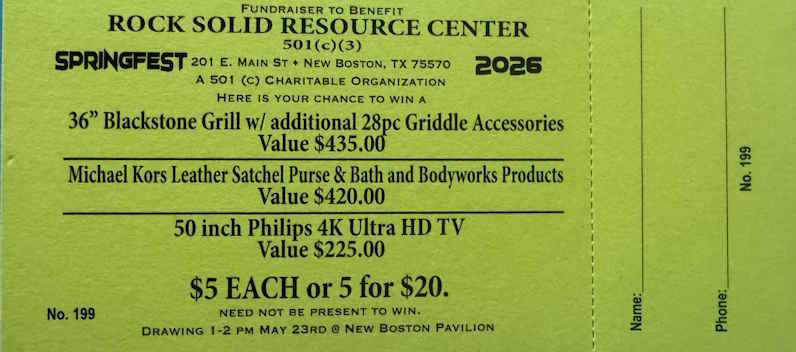 FUNDRAISER TO BENEFIT
ROCK SOLID RESOURCE CENTER
501(C)(3)
SPRINGFEST 201 E. MAIN ST • NEW BOSTON, TX 75570 2026
A 501 (C) CHARITABLE ORGANIZATION
HERE IS YOUR CHANCE TO WIN A
36” Blackstone Grill w/ additional 28pc Griddle Accessories
Value $435.00
Michael Kors Leather Satchel Purse & Bath and Bodyworks Products
Value $420.00
50 inch Philips 4K Ultra HD TV
Value $225.00
$5 EACH or 5 for $20.
No. 199
NEED NOT BE PRESENT TO WIN.
DRAWING 1-2 PM MAY 23RD @ NEW BOSTON PAVILION
Name:
Phone:
No. 199